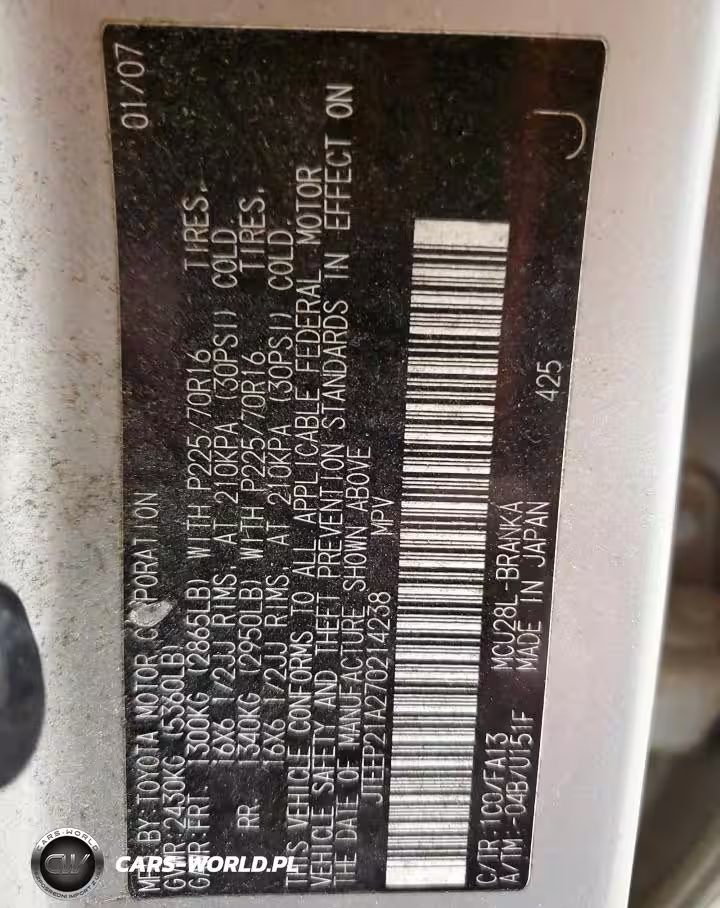 MFD BY:TOYOTA MOTOR CORPORATION 01/07
GVWR:2430KG (5360LB)
GAWR:FRT. 1300KG (2865LB) WITH P225/70R16 TIRES,
16X6 1/2JJ RIMS, AT 210KPA (30PSI) COLD.
RR. 1340KG (2950LB) WITH P225/70R16 TIRES,
16X6 1/2JJ RIMS, AT 210KPA (30PSI) COLD.
THIS VEHICLE CONFORMS TO ALL APPLICABLE FEDERAL MOTOR
VEHICLE SAFETY AND THEFT PREVENTION STANDARDS IN EFFECT ON
THE DATE OF MANUFACTURE SHOWN ABOVE.
JTEEP21A270214238 MPV
C/TR:1C0/FA13 MCU28L-BRANKA
A/TM:-04B/U151F MADE IN JAPAN 425
J
CARS-WORLD
CW
CARS-WORLD.PL